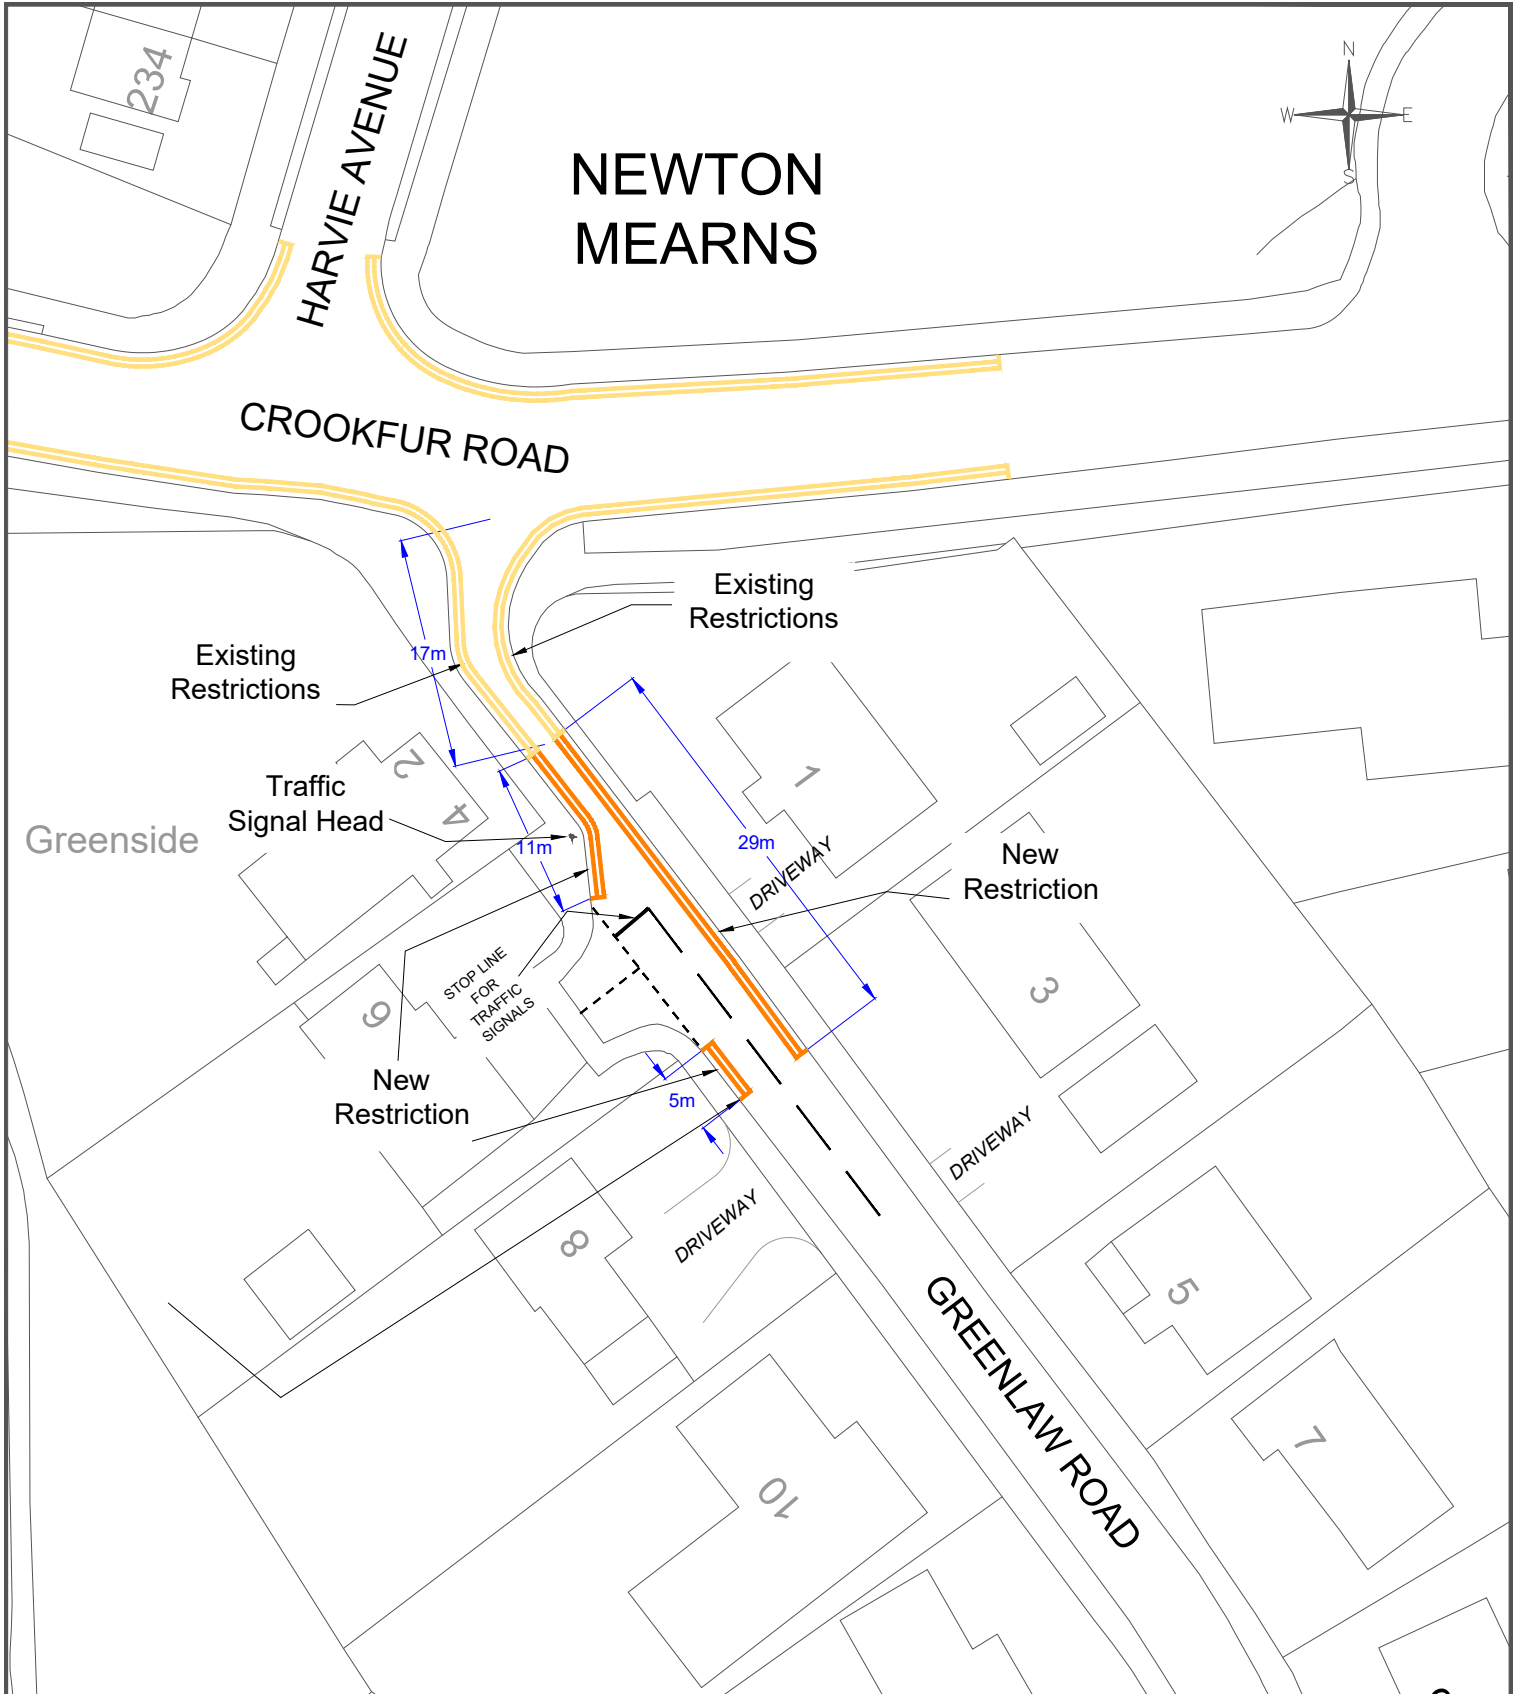 234
HARVIE AVENUE
NEWTON
MEARNS
N
W
E
S
CROOKFUR ROAD
Existing
Restrictions
Existing
Restrictions
17m
2
4
Traffic
Signal Head
Greenside
11m
1
29m
DRIVEWAY
New
Restriction
STOP LINE
FOR
TRAFFIC
SIGNALS
3
6
New
Restriction
5m
DRIVEWAY
8
DRIVEWAY
5
GREENLAW ROAD
7
10